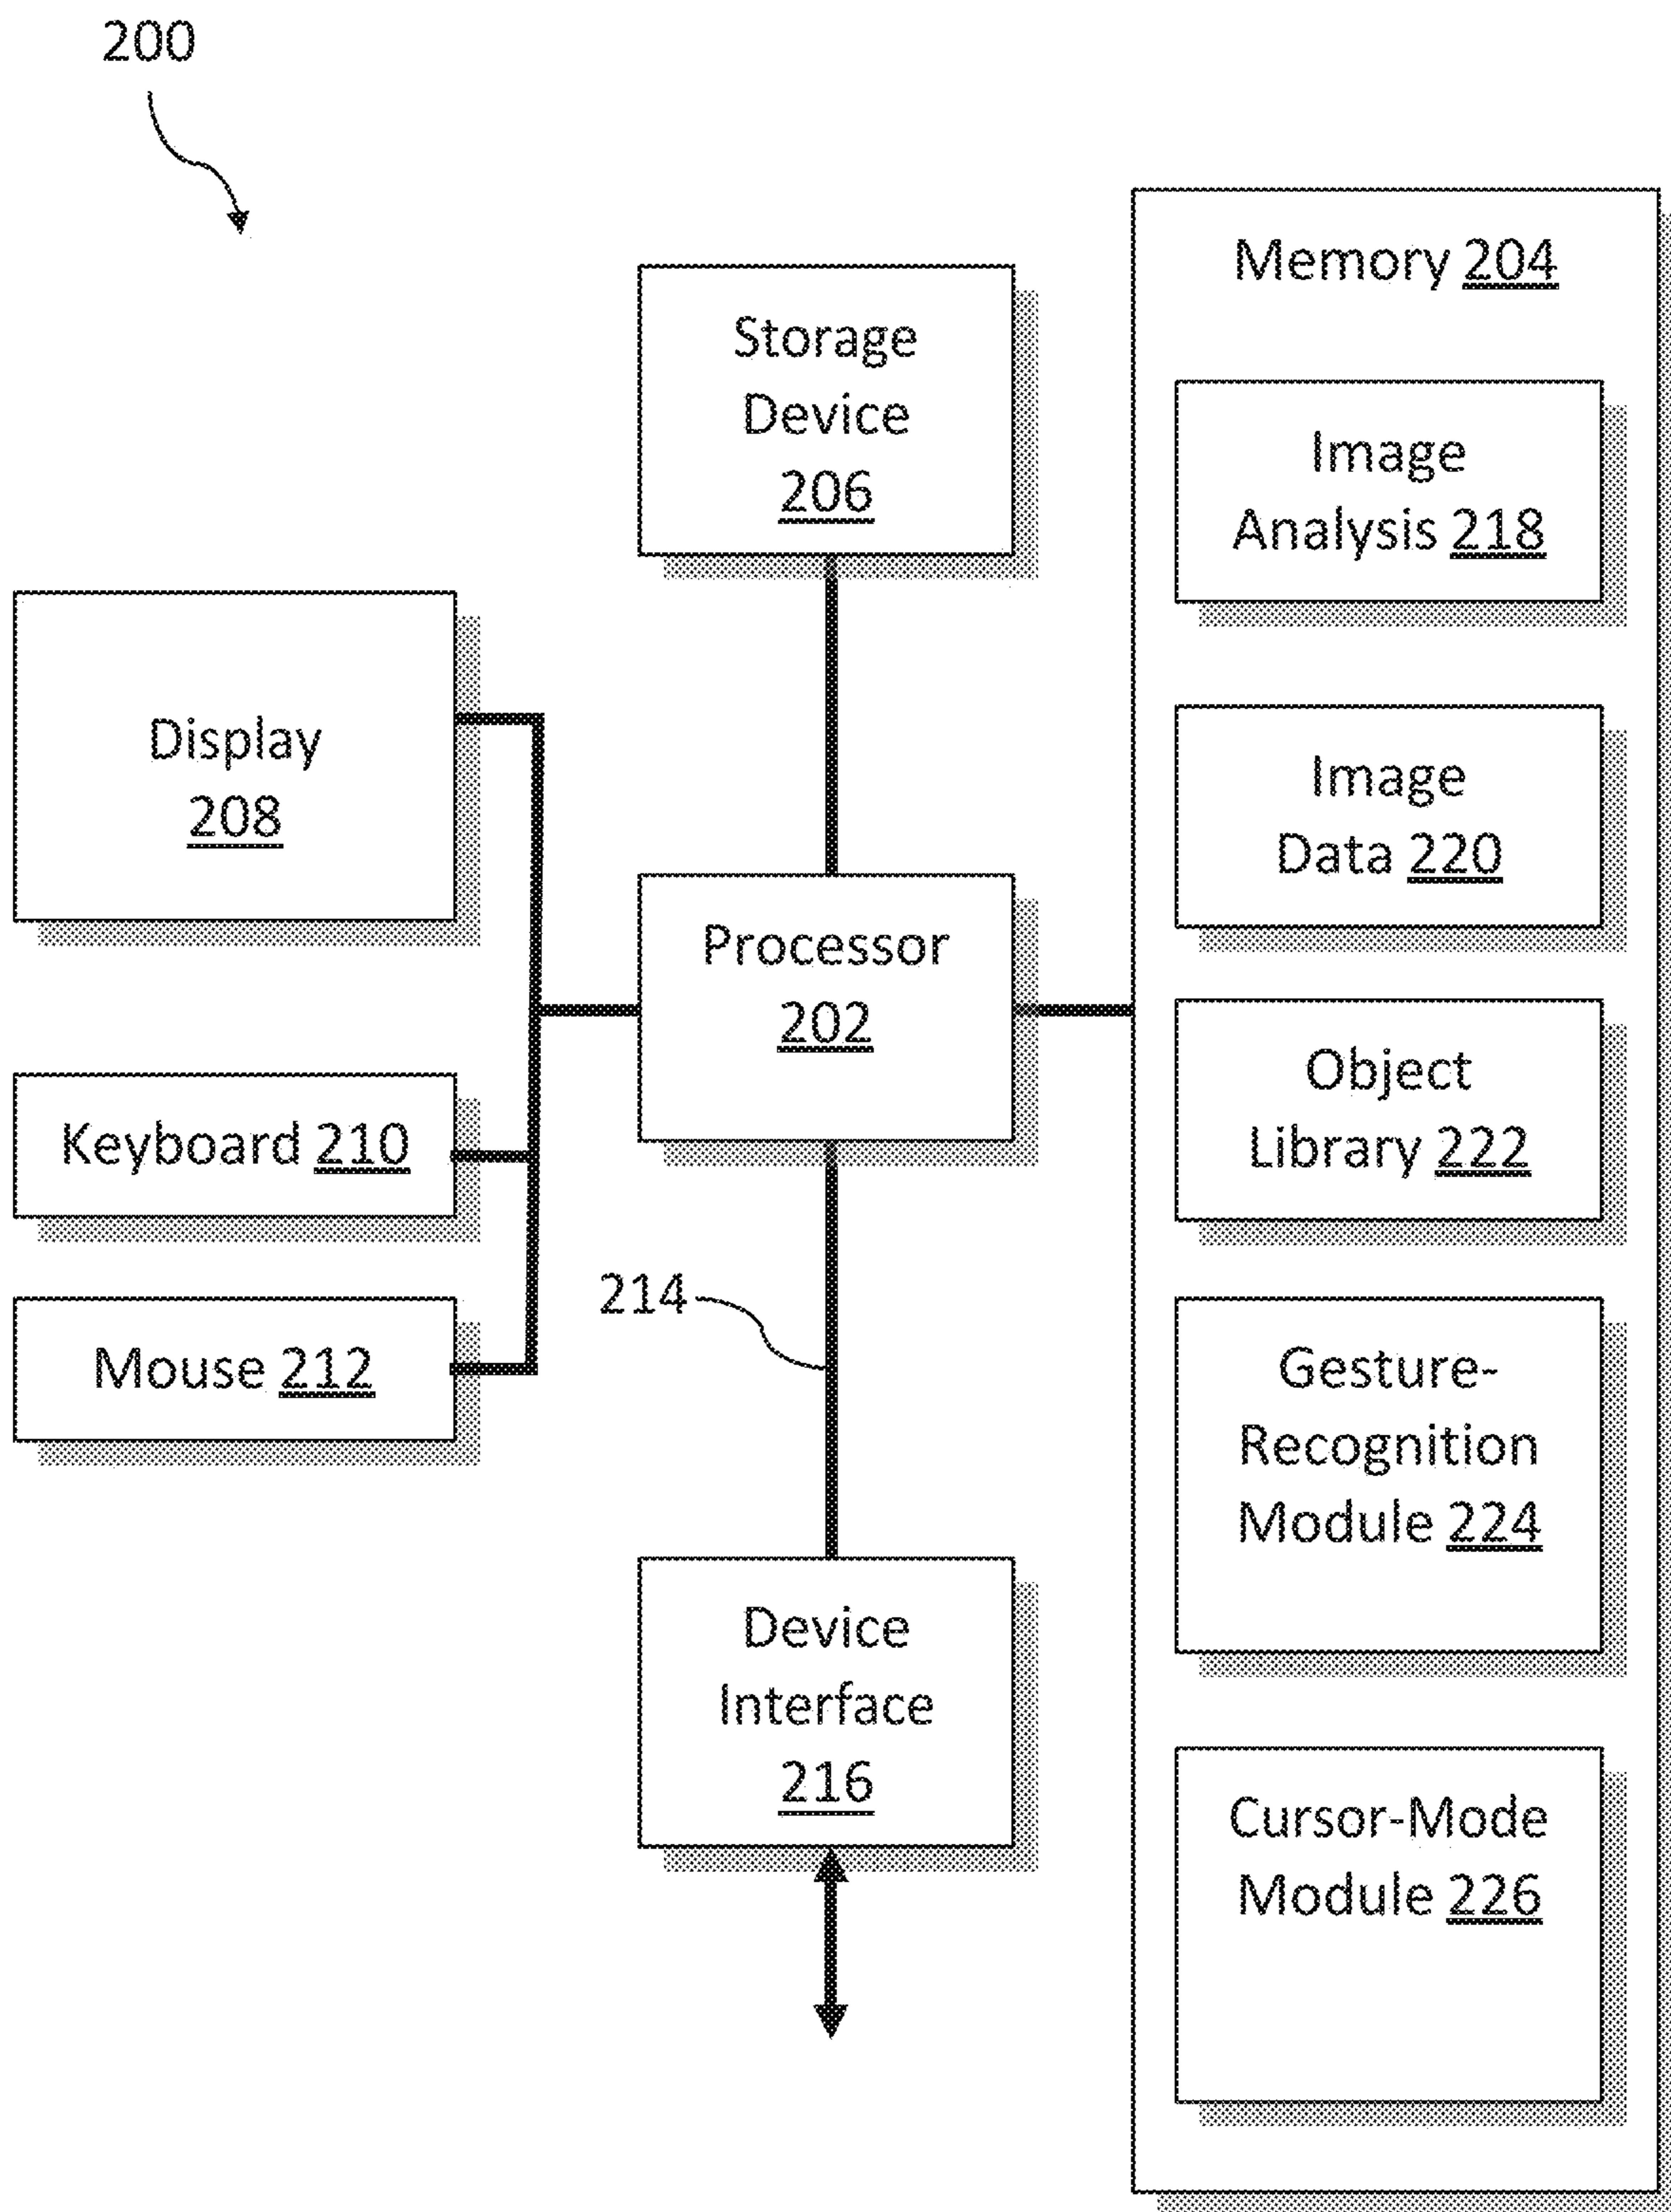 200
Memory 204
Storage
Device
206
Image
Analysis 218
Display
208
Image
Data 220
Processor
202
Object
Library 222
Keyboard 210
Mouse 212
214
Gesture-
Recognition
Module 224
Device
Interface
216
Cursor-Mode
Module 226